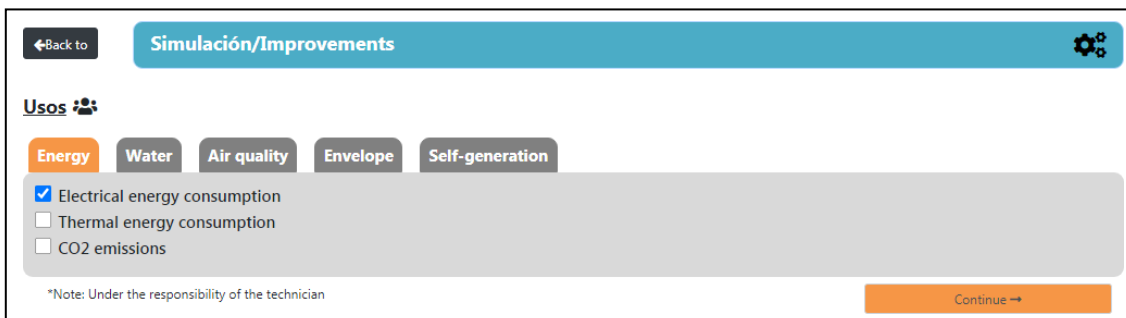 Back to
Simulación/Improvements
Usos
Energy Water Air quality Envelope Self-generation
Electrical energy consumption
Thermal energy consumption
CO2 emissions
*Note: Under the responsibility of the technician
Continue →